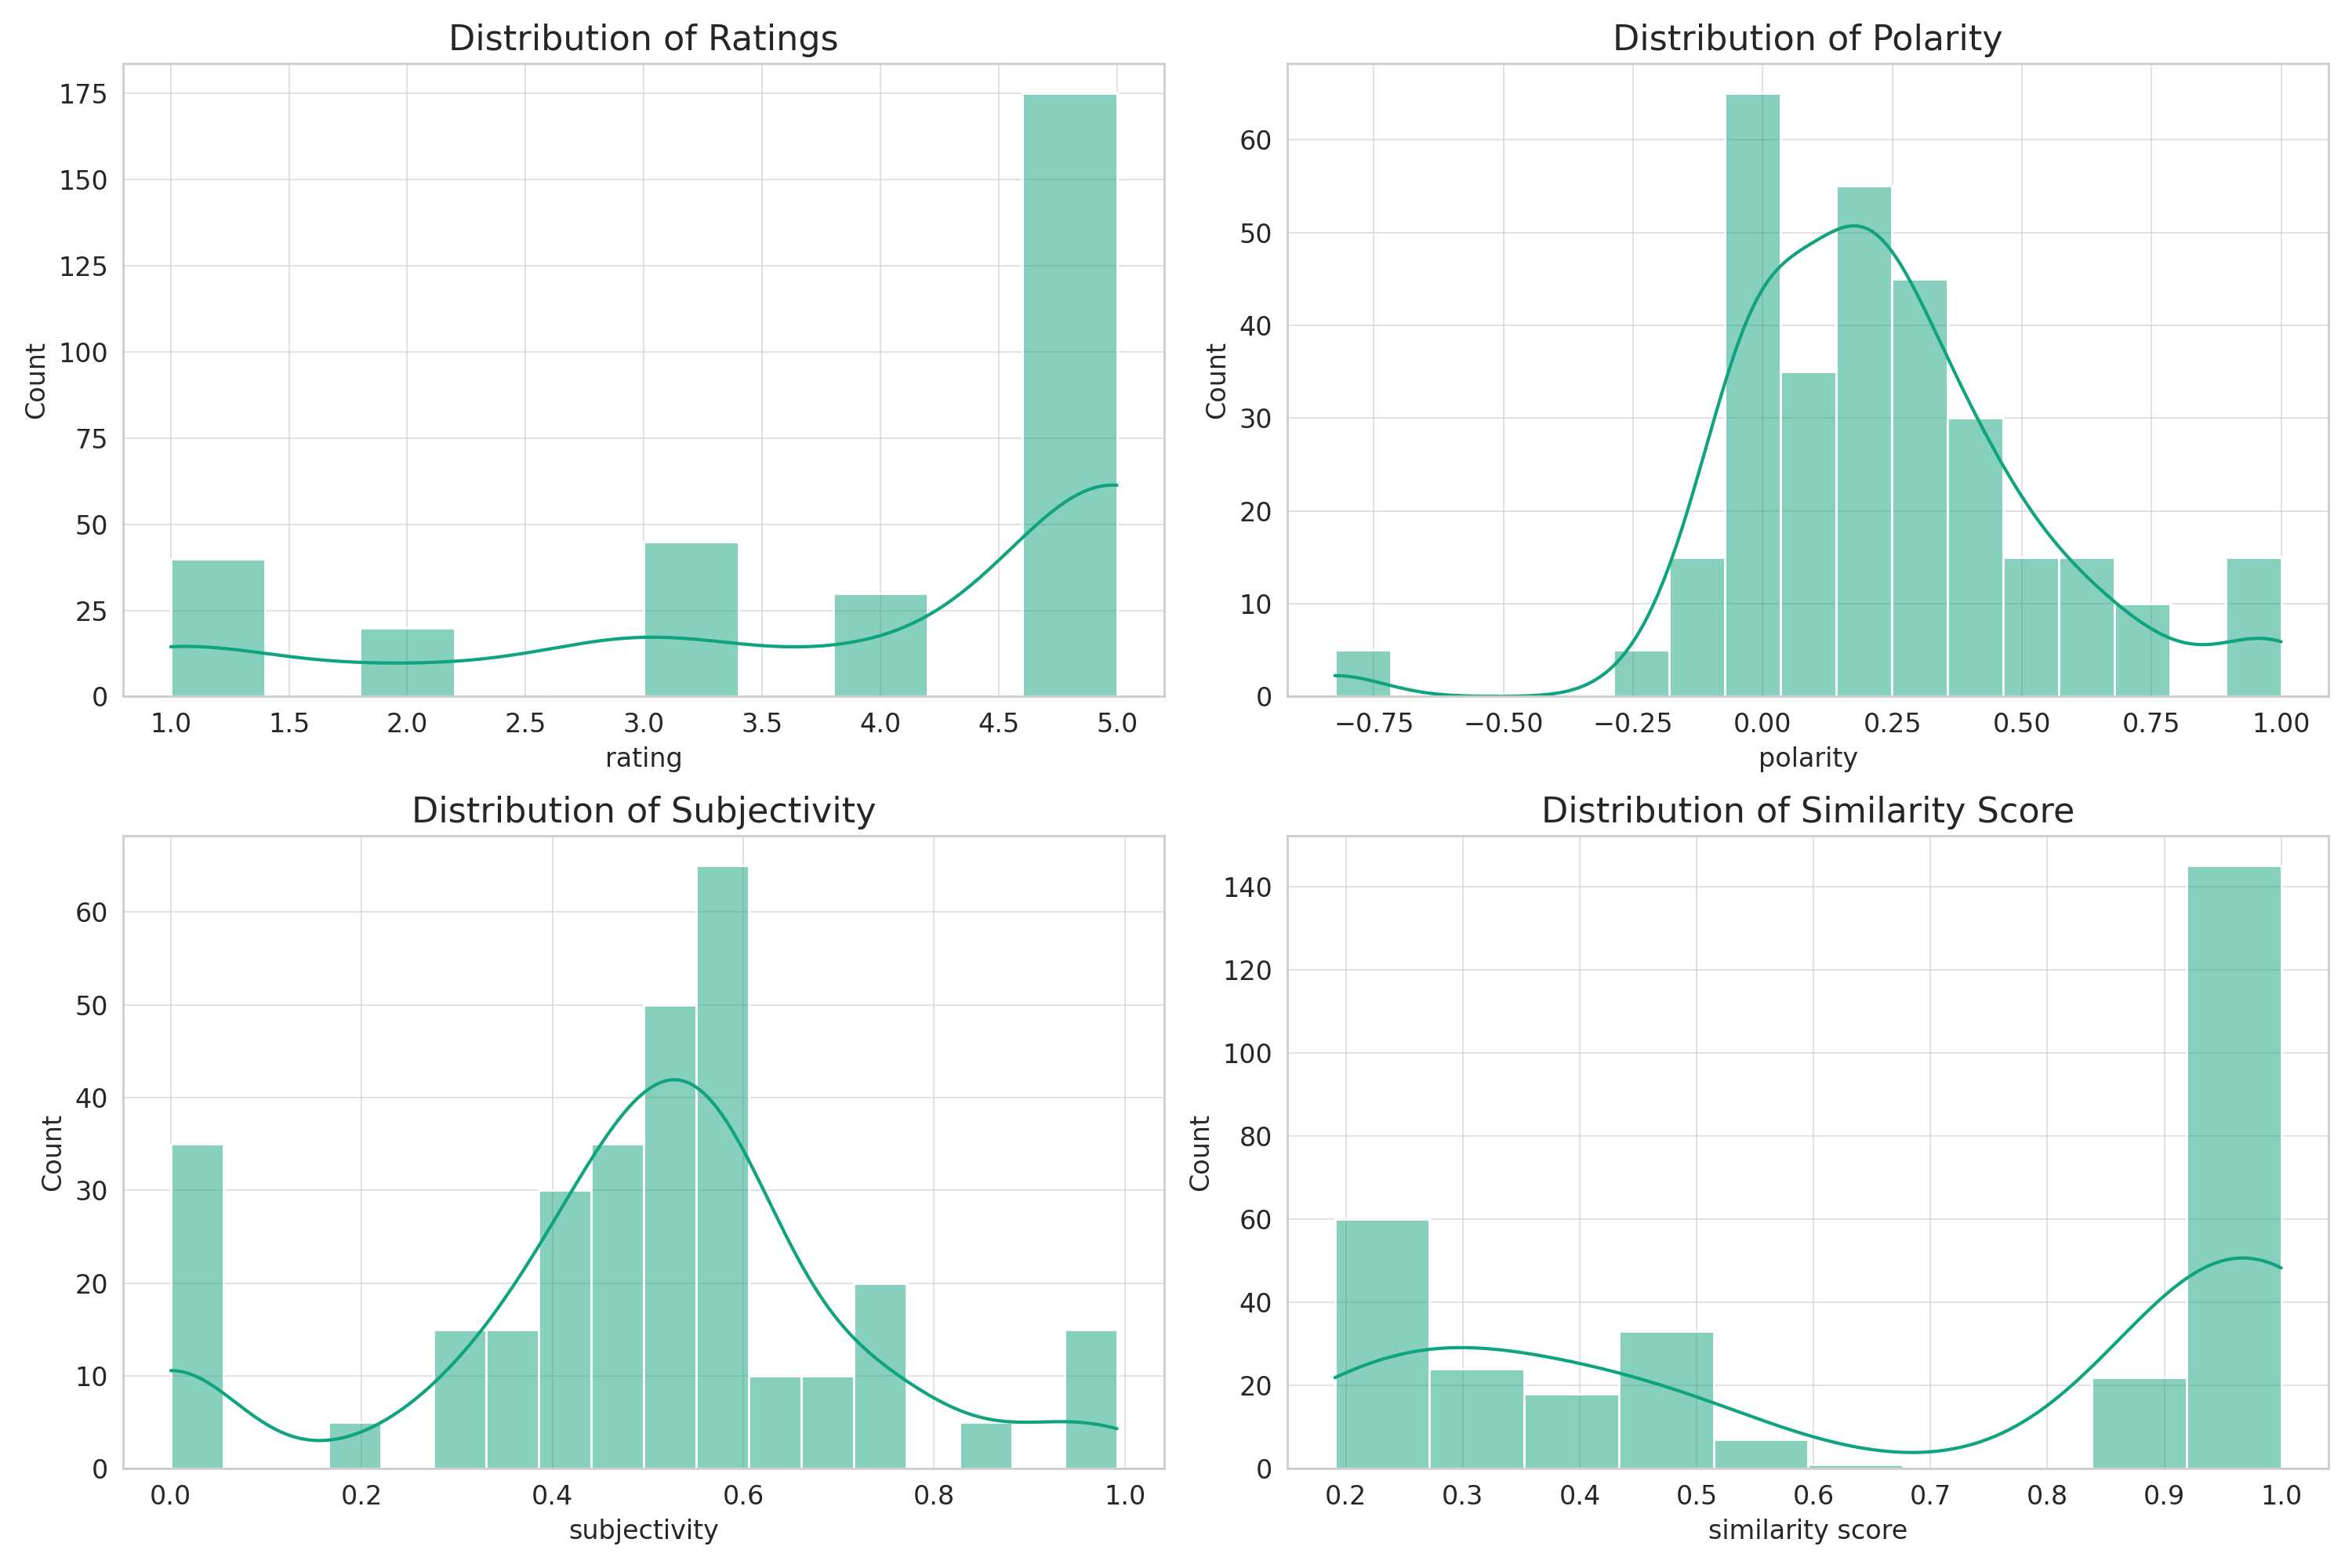 Distribution of Ratings
175
150
125
100
75
50
25
0
Count
1.0 1.5 2.0 2.5 3.0 3.5 4.0 4.5 5.0
rating
Distribution of Polarity
60
50
40
30
20
10
0
Count
−0.75 −0.50 −0.25 0.00 0.25 0.50 0.75 1.00
polarity
Distribution of Subjectivity
60
50
40
30
20
10
0
Count
0.0 0.2 0.4 0.6 0.8 1.0
subjectivity
Distribution of Similarity Score
140
120
100
80
60
40
20
0
Count
0.2 0.3 0.4 0.5 0.6 0.7 0.8 0.9 1.0
similarity score